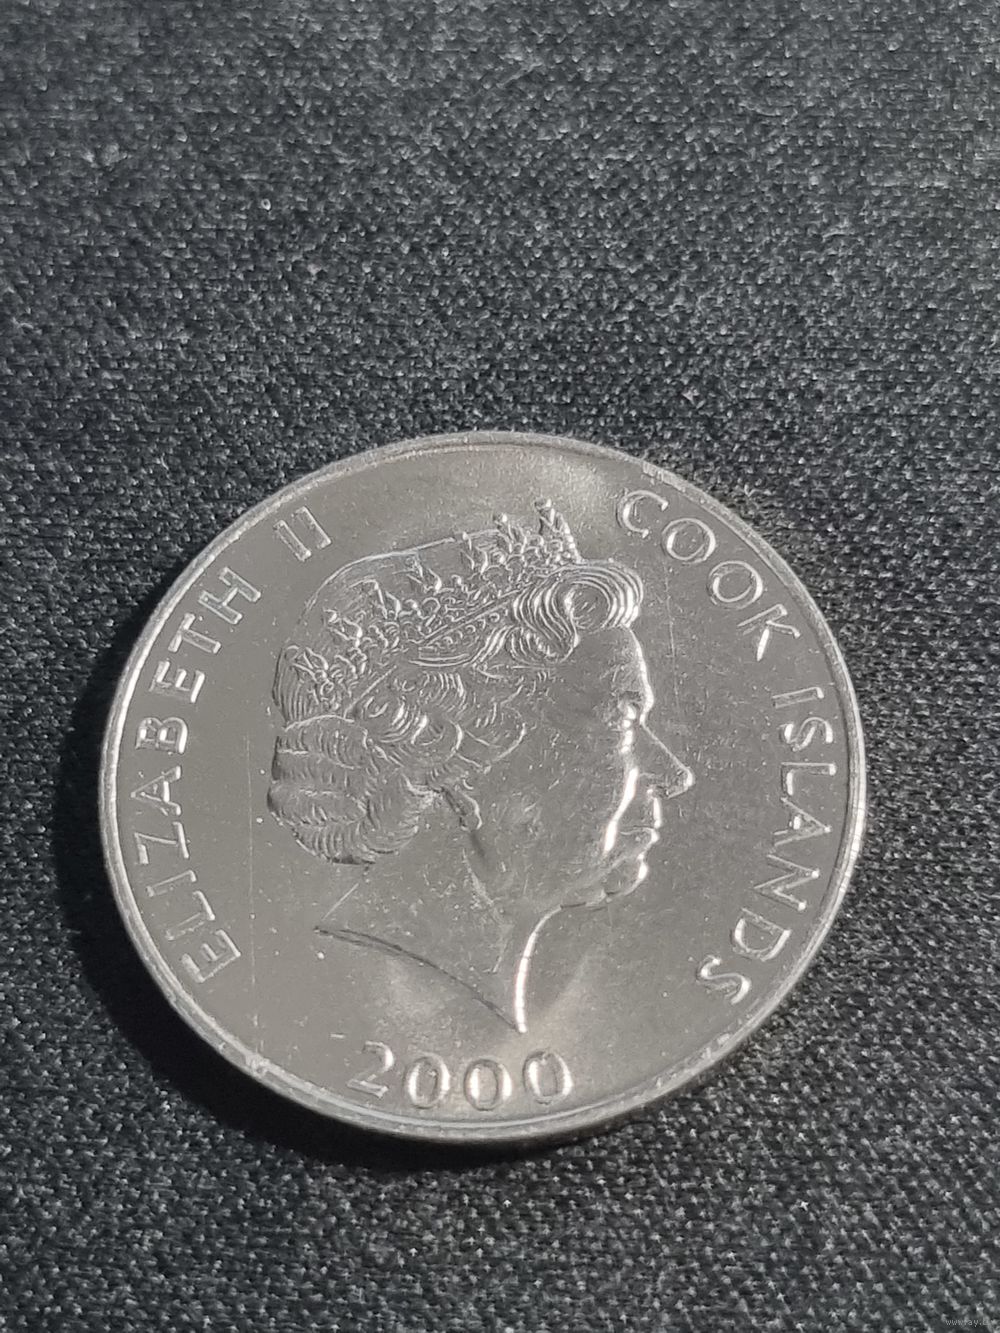 ELIZABETH II
COOK ISLANDS
2000